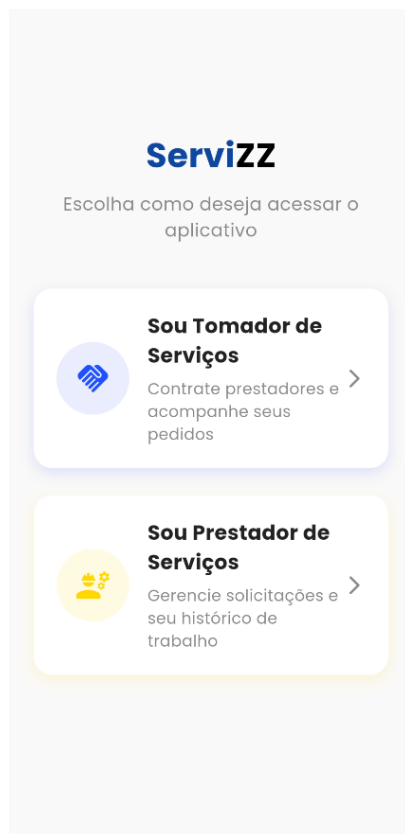 ServiZZ
Escolha como deseja acessar o
aplicativo
Sou Tomador de
Serviços
Contrate prestadores e
acompanhe seus
pedidos
Sou Prestador de
Serviços
Gerencie solicitações e
seu histórico de
trabalho